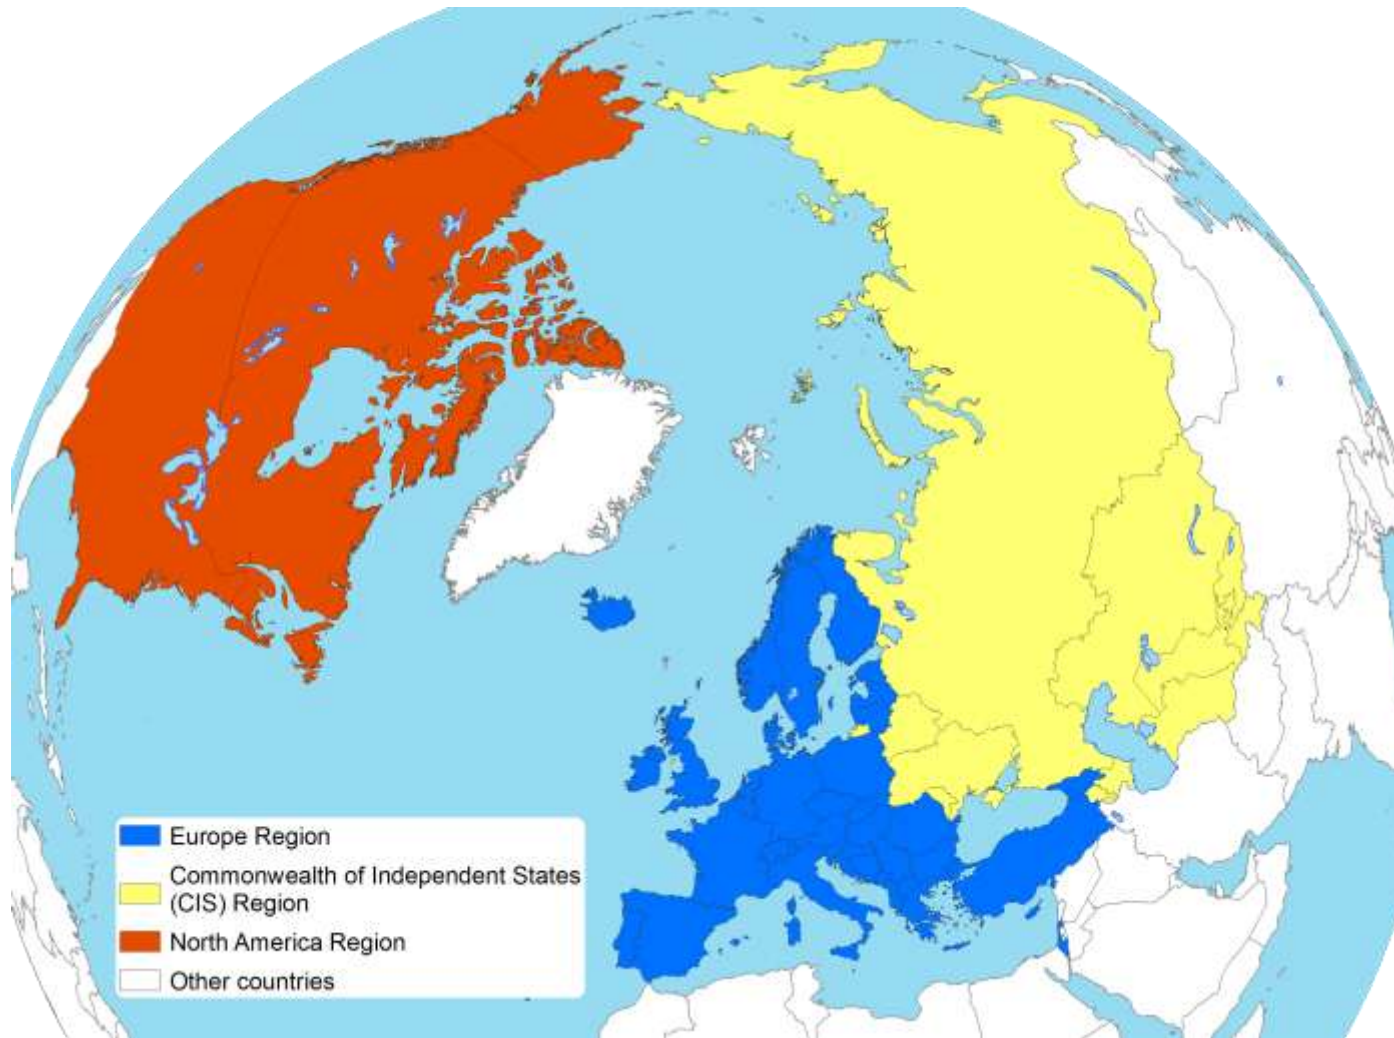 Europe Region
Commonwealth of Independent States
(CIS) Region
North America Region
Other countries